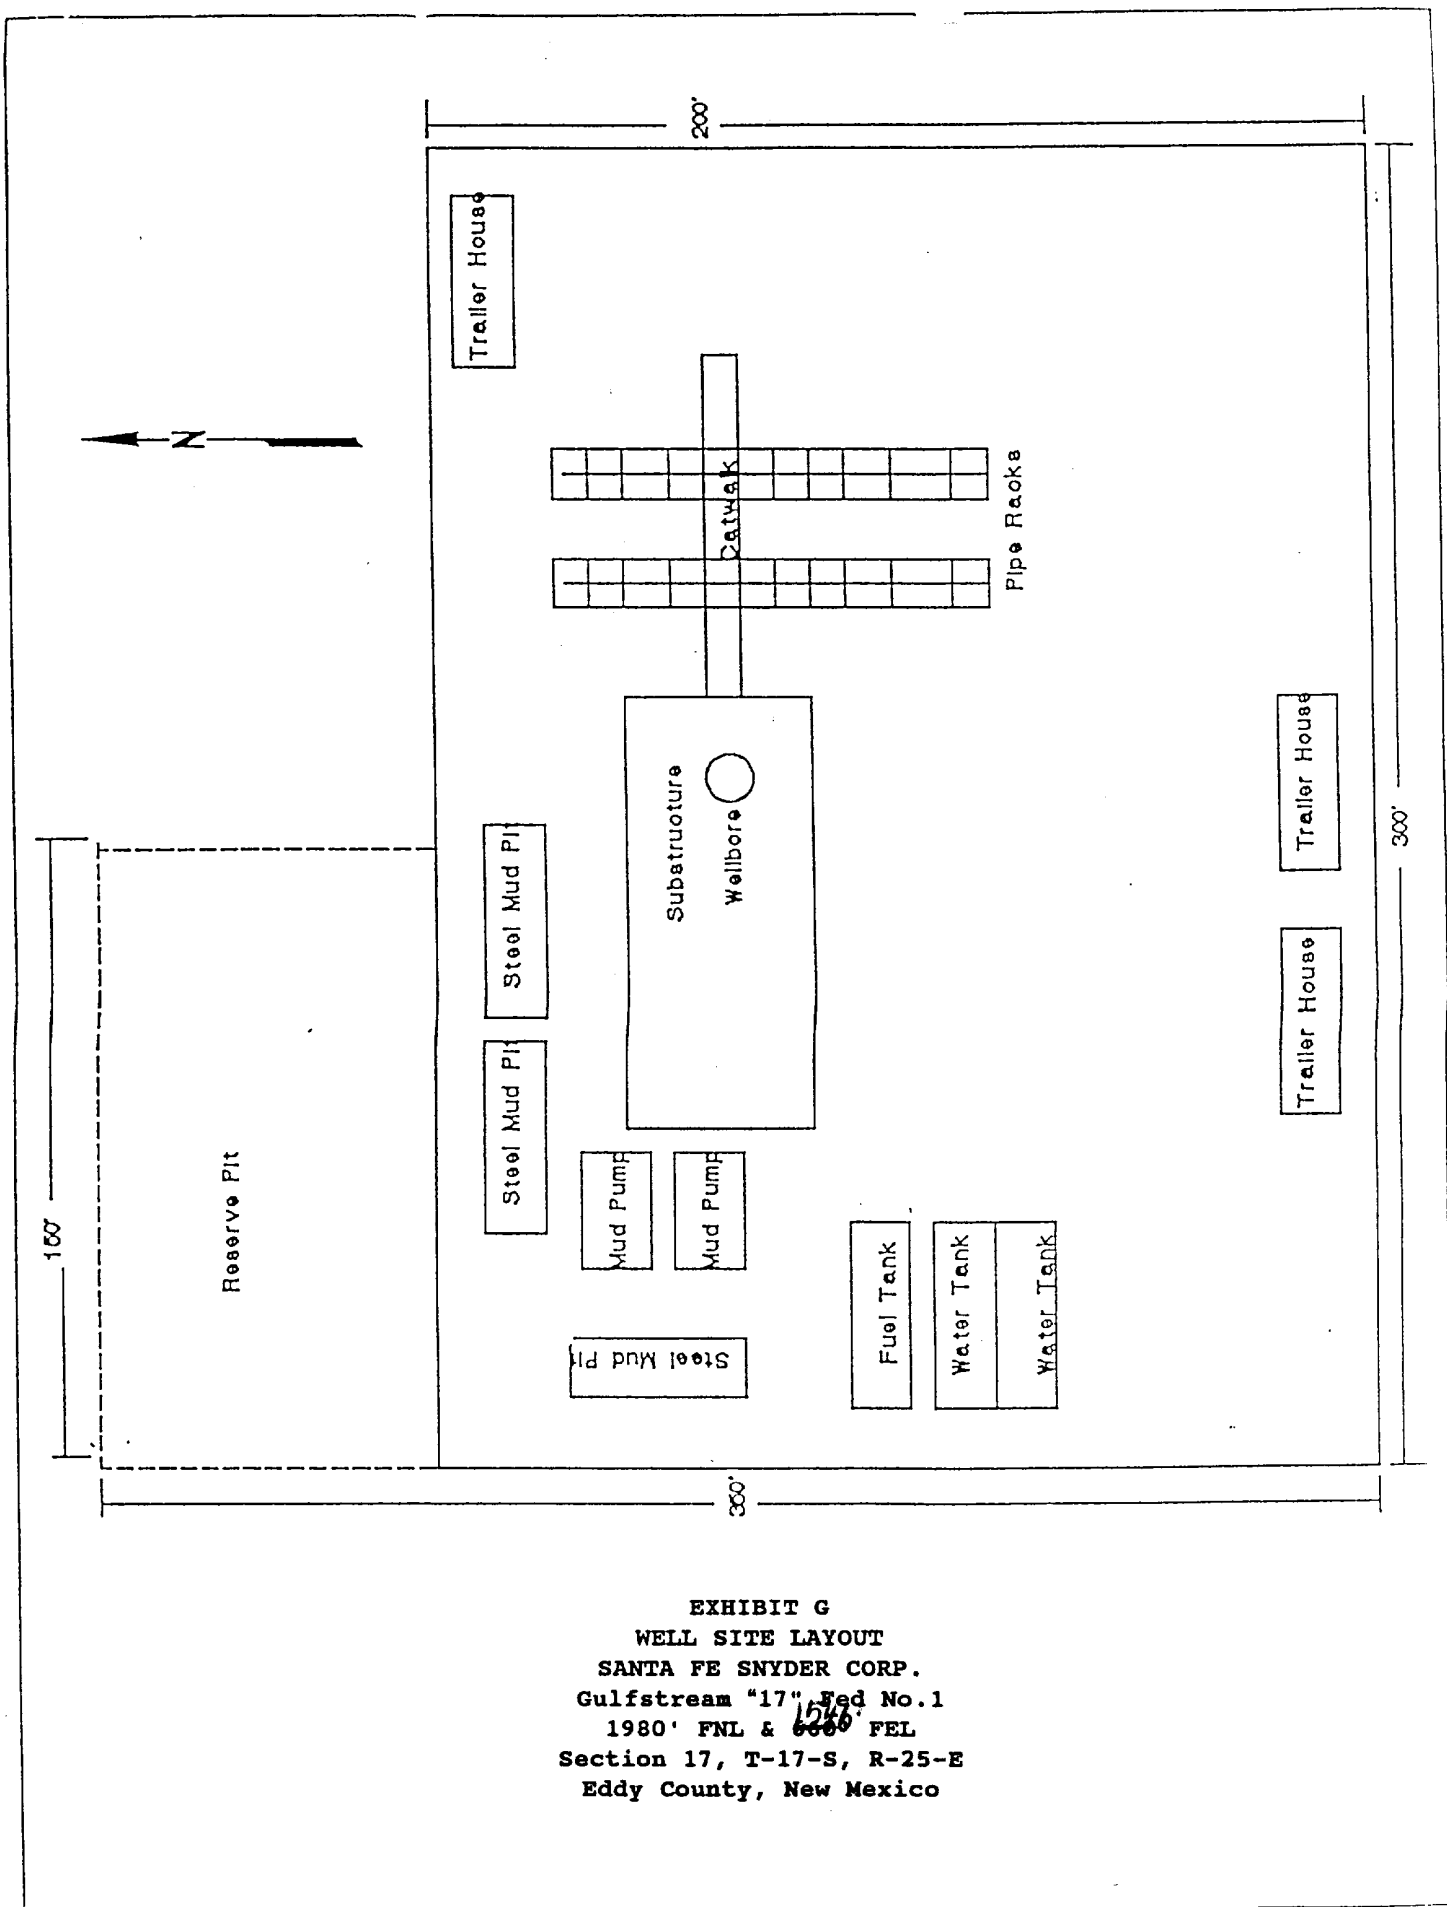 200'
Trailer House
N
Catwak
Pipe Racks
Substructure
Wellbore
Steel Mud Pit
Steel Mud Pit
Trailer House
Trailer House
300'
150'
Reserve Pit
Mud Pump
Mud Pump
Steel Mud Pit
Fuel Tank
Water Tank
Water Tank
350'
EXHIBIT G
WELL SITE LAYOUT
SANTA FE SNYDER CORP.
Gulfstream "17" Fed No.1
1980' FNL & 1546' FEL
Section 17, T-17-S, R-25-E
Eddy County, New Mexico